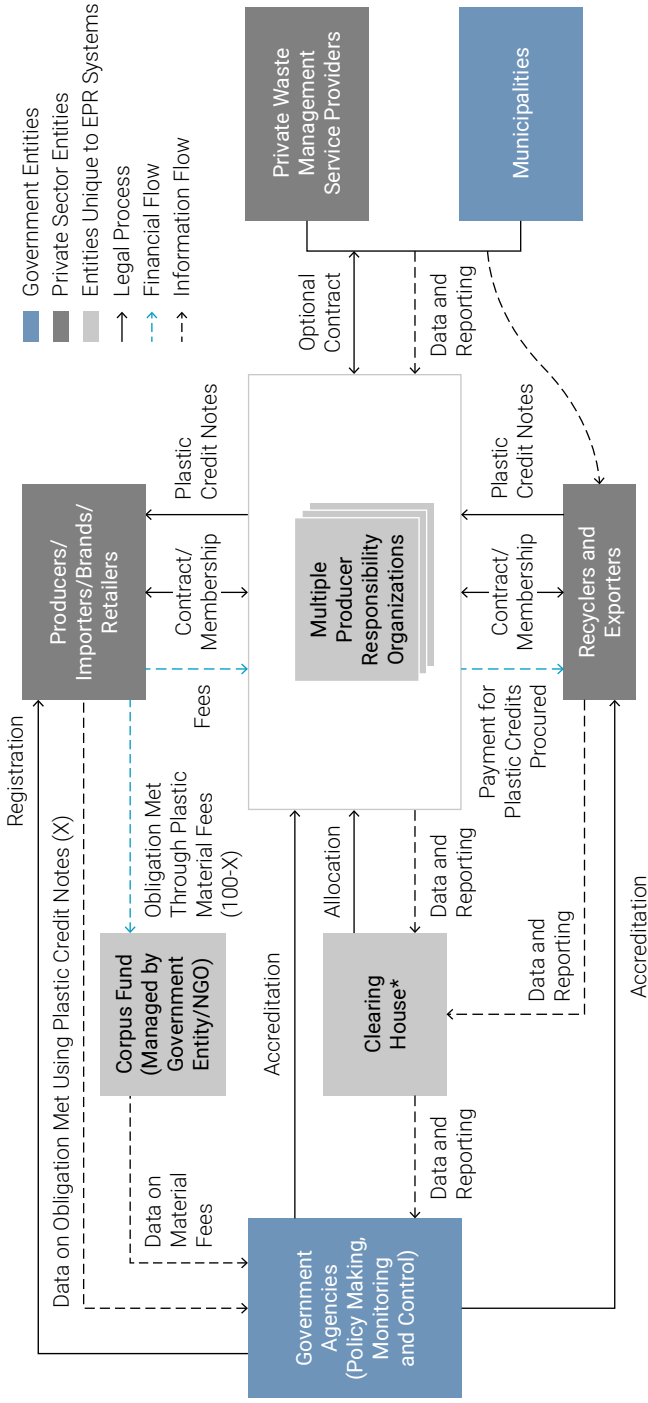 Government Entities
Private Sector Entities
Entities Unique to EPR Systems
Legal Process
Financial Flow
Information Flow
Registration
Data on Obligation Met Using Plastic Credit Notes (X)
Producers/
Importers/Brands/
Retailers
Obligation Met
Through Plastic
Material Fees
(100-X)
Corpus Fund
(Managed by
Government
Entity/NGO)
Data on
Material
Fees
Fees
Contract/
Membership
Plastic
Credit Notes
Accreditation
Allocation
Government
Agencies
(Policy Making,
Monitoring
and Control)
Data and
Reporting
Clearing
House*
Data and
Reporting
Multiple
Producer
Responsibility
Organizations
Optional
Contract
Data and
Reporting
Private Waste
Management
Service Providers
Municipalities
Payment for
Plastic Credits
Procured
Contract/
Membership
Plastic
Credit Notes
Data and
Reporting
Recyclers and
Exporters
Accreditation